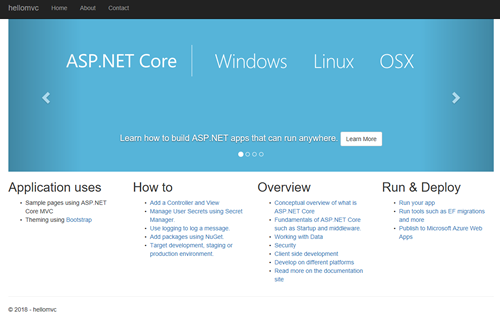 hellomvc Home About Contact
ASP.NET Core Windows Linux OSX
Learn how to build ASP.NET apps that can run anywhere. Learn More
Application uses
Sample pages using ASP.NET
Core MVC
Theming using Bootstrap
How to
Add a Controller and View
Manage User Secrets using Secret
Manager.
Use logging to log a message.
Add packages using NuGet.
Target development, staging or
production environment.
Overview
Conceptual overview of what is
ASP.NET Core
Fundamentals of ASP.NET Core
such as Startup and middleware.
Working with Data
Security
Client side development
Develop on different platforms
Read more on the documentation
site
Run & Deploy
Run your app
Run tools such as EF migrations
and more
Publish to Microsoft Azure Web
Apps
© 2018 - hellomvc